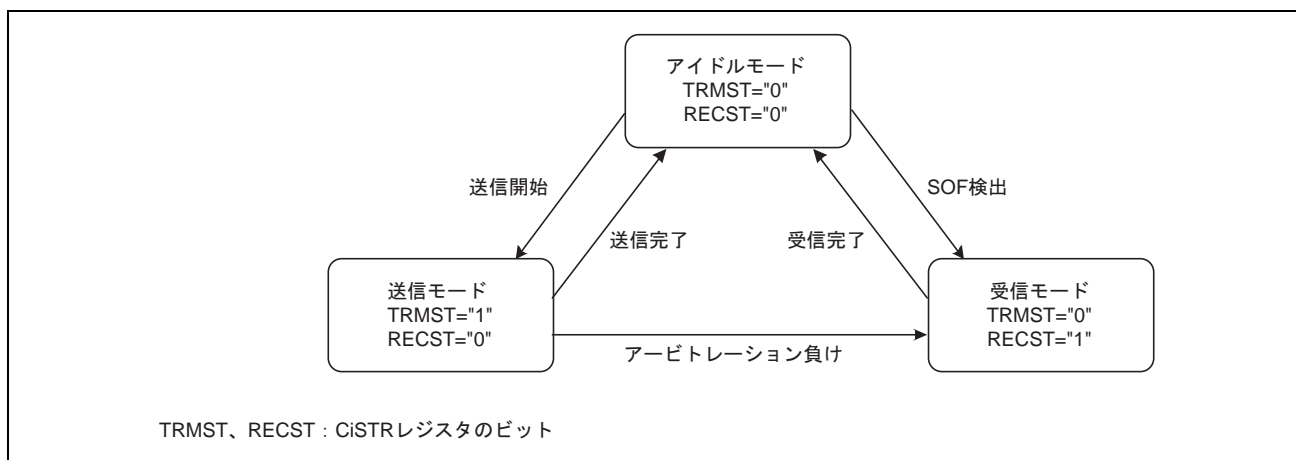 アイドルモード
TRMST="0"
RECST="0"
送信開始
SOF検出
送信完了
受信完了
送信モード
TRMST="1"
RECST="0"
受信モード
TRMST="0"
RECST="1"
アービトレーション負け
TRMST、RECST：CiSTRレジスタのビット